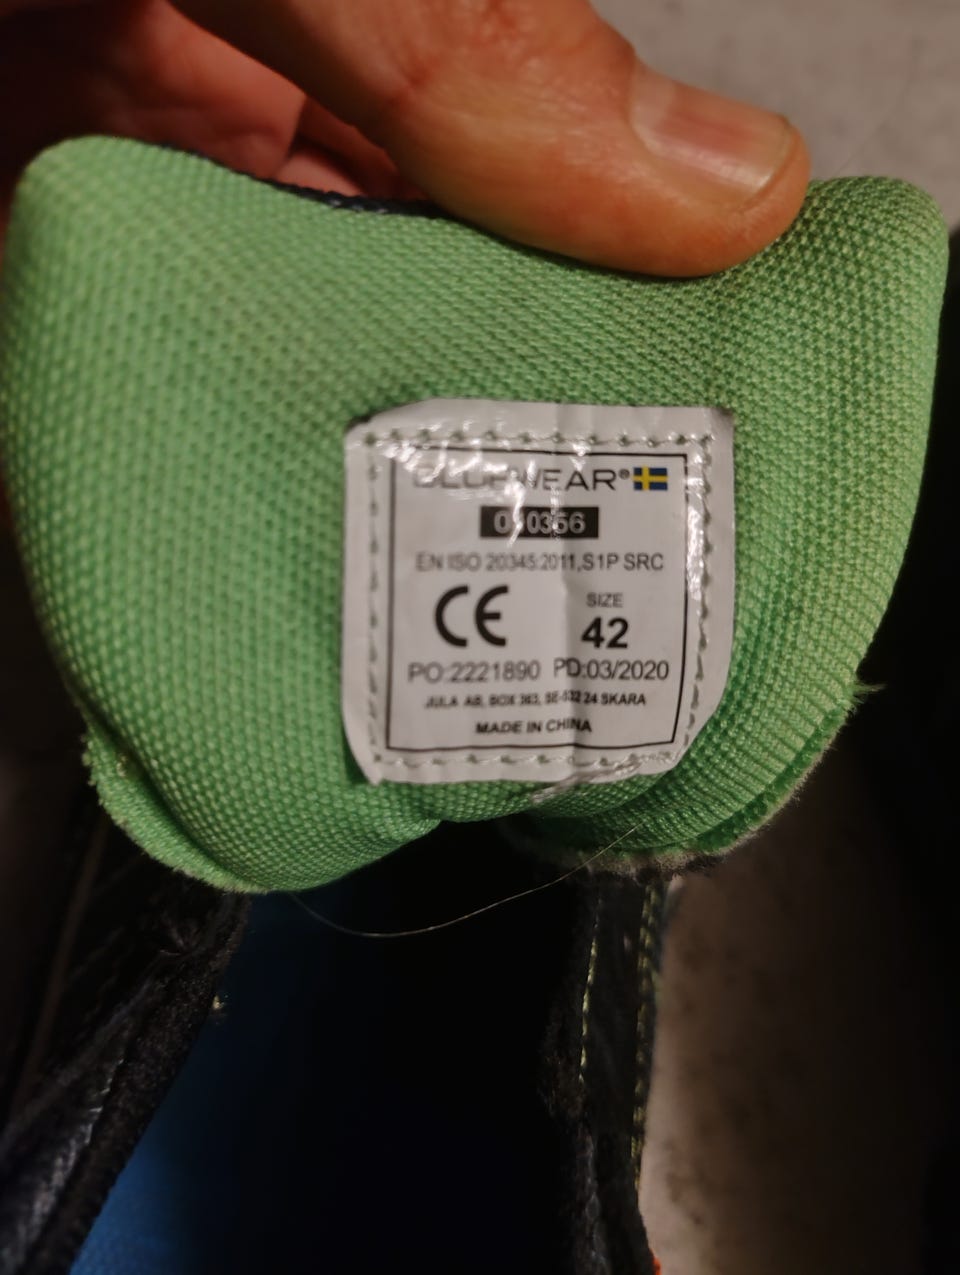 BLUEWEAR®
EN ISO 20345:2011,S1P SRC
CE
SIZE
42
PO:2221890 PD:03/2020
JULA AB, BOX 363, SE-532 24 SKARA
MADE IN CHINA